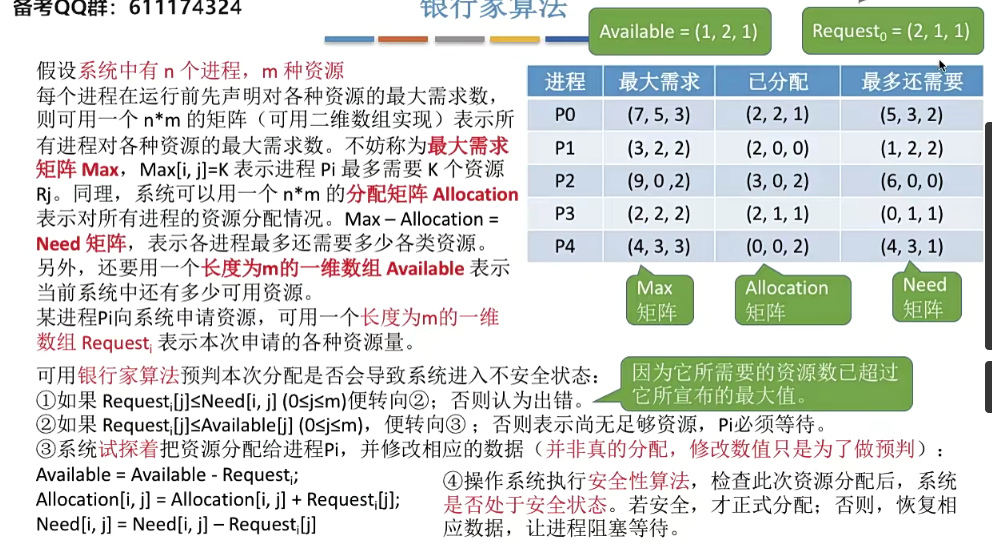 备考QQ群：611174324
银行家算法
Available = (1, 2, 1)
Request0 = (2, 1, 1)
假设系统中有 n 个进程，m 种资源
每个进程在运行前先声明对各种资源的最大需求数，
则可用一个 n*m 的矩阵（可用二维数组实现）表示所
有进程对各种资源的最大需求数。不妨称为最大需求
矩阵 Max，Max[i, j]=K 表示进程 Pi 最多需要 K 个资源
Rj。同理，系统可以用一个 n*m 的分配矩阵 Allocation
表示对所有进程的资源分配情况。Max – Allocation =
Need 矩阵，表示各进程最多还需要多少各类资源。
另外，还要用一个长度为m的一维数组 Available 表示
当前系统中还有多少可用资源。
某进程Pi向系统申请资源，可用一个长度为m的一维
数组 Requesti 表示本次申请的各种资源量。
进程 最大需求 已分配 最多还需要
P0 (7, 5, 3) (2, 2, 1) (5, 3, 2)
P1 (3, 2, 2) (2, 0, 0) (1, 2, 2)
P2 (9, 0 ,2) (3, 0, 2) (6, 0, 0)
P3 (2, 2, 2) (2, 1, 1) (0, 1, 1)
P4 (4, 3, 3) (0, 0, 2) (4, 3, 1)
Max
矩阵
Allocation
矩阵
Need
矩阵
可用银行家算法预判本次分配是否会导致系统进入不安全状态：
①如果 Requesti[j]≤Need[i, j] (0≤j≤m)便转向②；否则认为出错。
因为它所需要的资源数已超过
它所宣布的最大值。
②如果 Requesti[j]≤Available[j] (0≤j≤m)，便转向③；否则表示尚无足够资源，Pi必须等待。
③系统试探着把资源分配给进程Pi，并修改相应的数据（并非真的分配，修改数值只是为了做预判）：
Available = Available - Requesti;
Allocation[i, j] = Allocation[i, j] + Requesti[j];
Need[i, j] = Need[i, j] – Requesti[j]
④操作系统执行安全性算法，检查此次资源分配后，系统
是否处于安全状态。若安全，才正式分配；否则，恢复相
应数据，让进程阻塞等待。